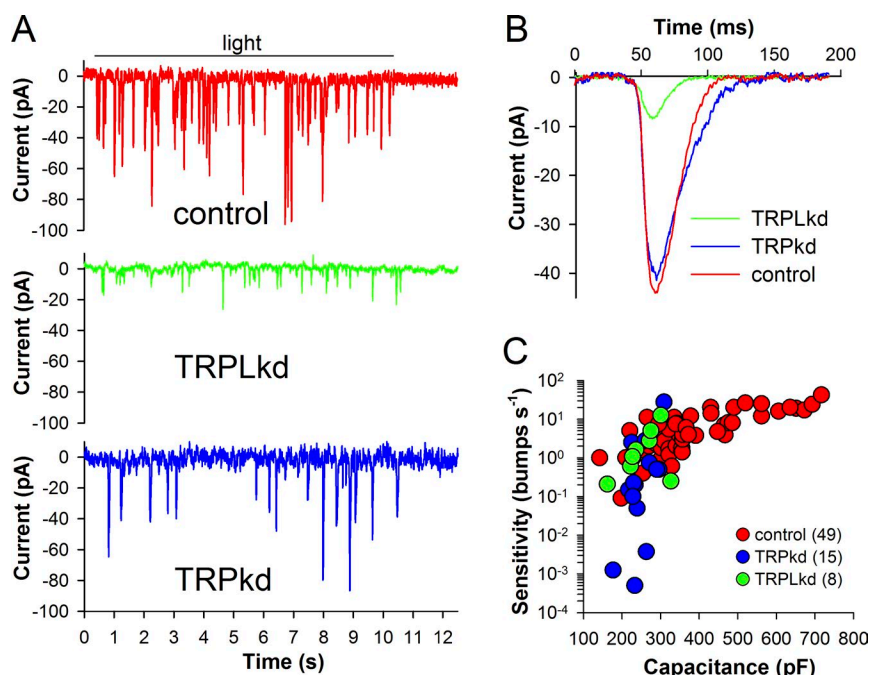 A
light
0
-20
-40
-60
-80
-100
Current (pA)
control
0
-20
-40
-60
-80
-100
Current (pA)
TRPLkd
0
-20
-40
-60
-80
-100
Current (pA)
TRPkd
0 1 2 3 4 5 6 7 8 9 10 11 12
Time (s)
B
Time (ms)
0 50 100 150 200
0
-10
-20
-30
-40
Current (pA)
TRPLkd
TRPkd
control
C
10²
10¹
10⁰
10⁻¹
10⁻²
10⁻³
10⁻⁴
Sensitivity (bumps s⁻¹)
control (49)
TRPkd (15)
TRPLkd (8)
100 200 300 400 500 600 700 800
Capacitance (pF)